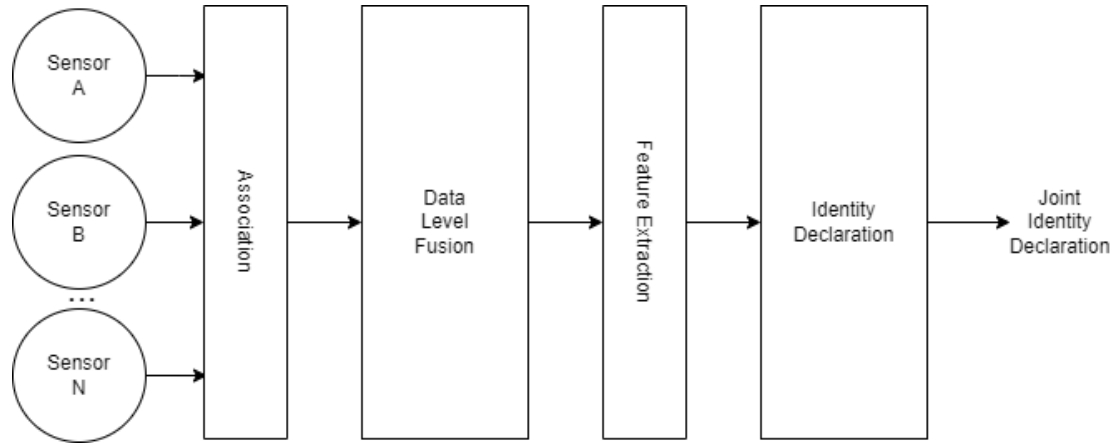 Sensor
A
Sensor
B
...
Sensor
N
Association
Data
Level
Fusion
Feature Extraction
Identity
Declaration
Joint
Identity
Declaration